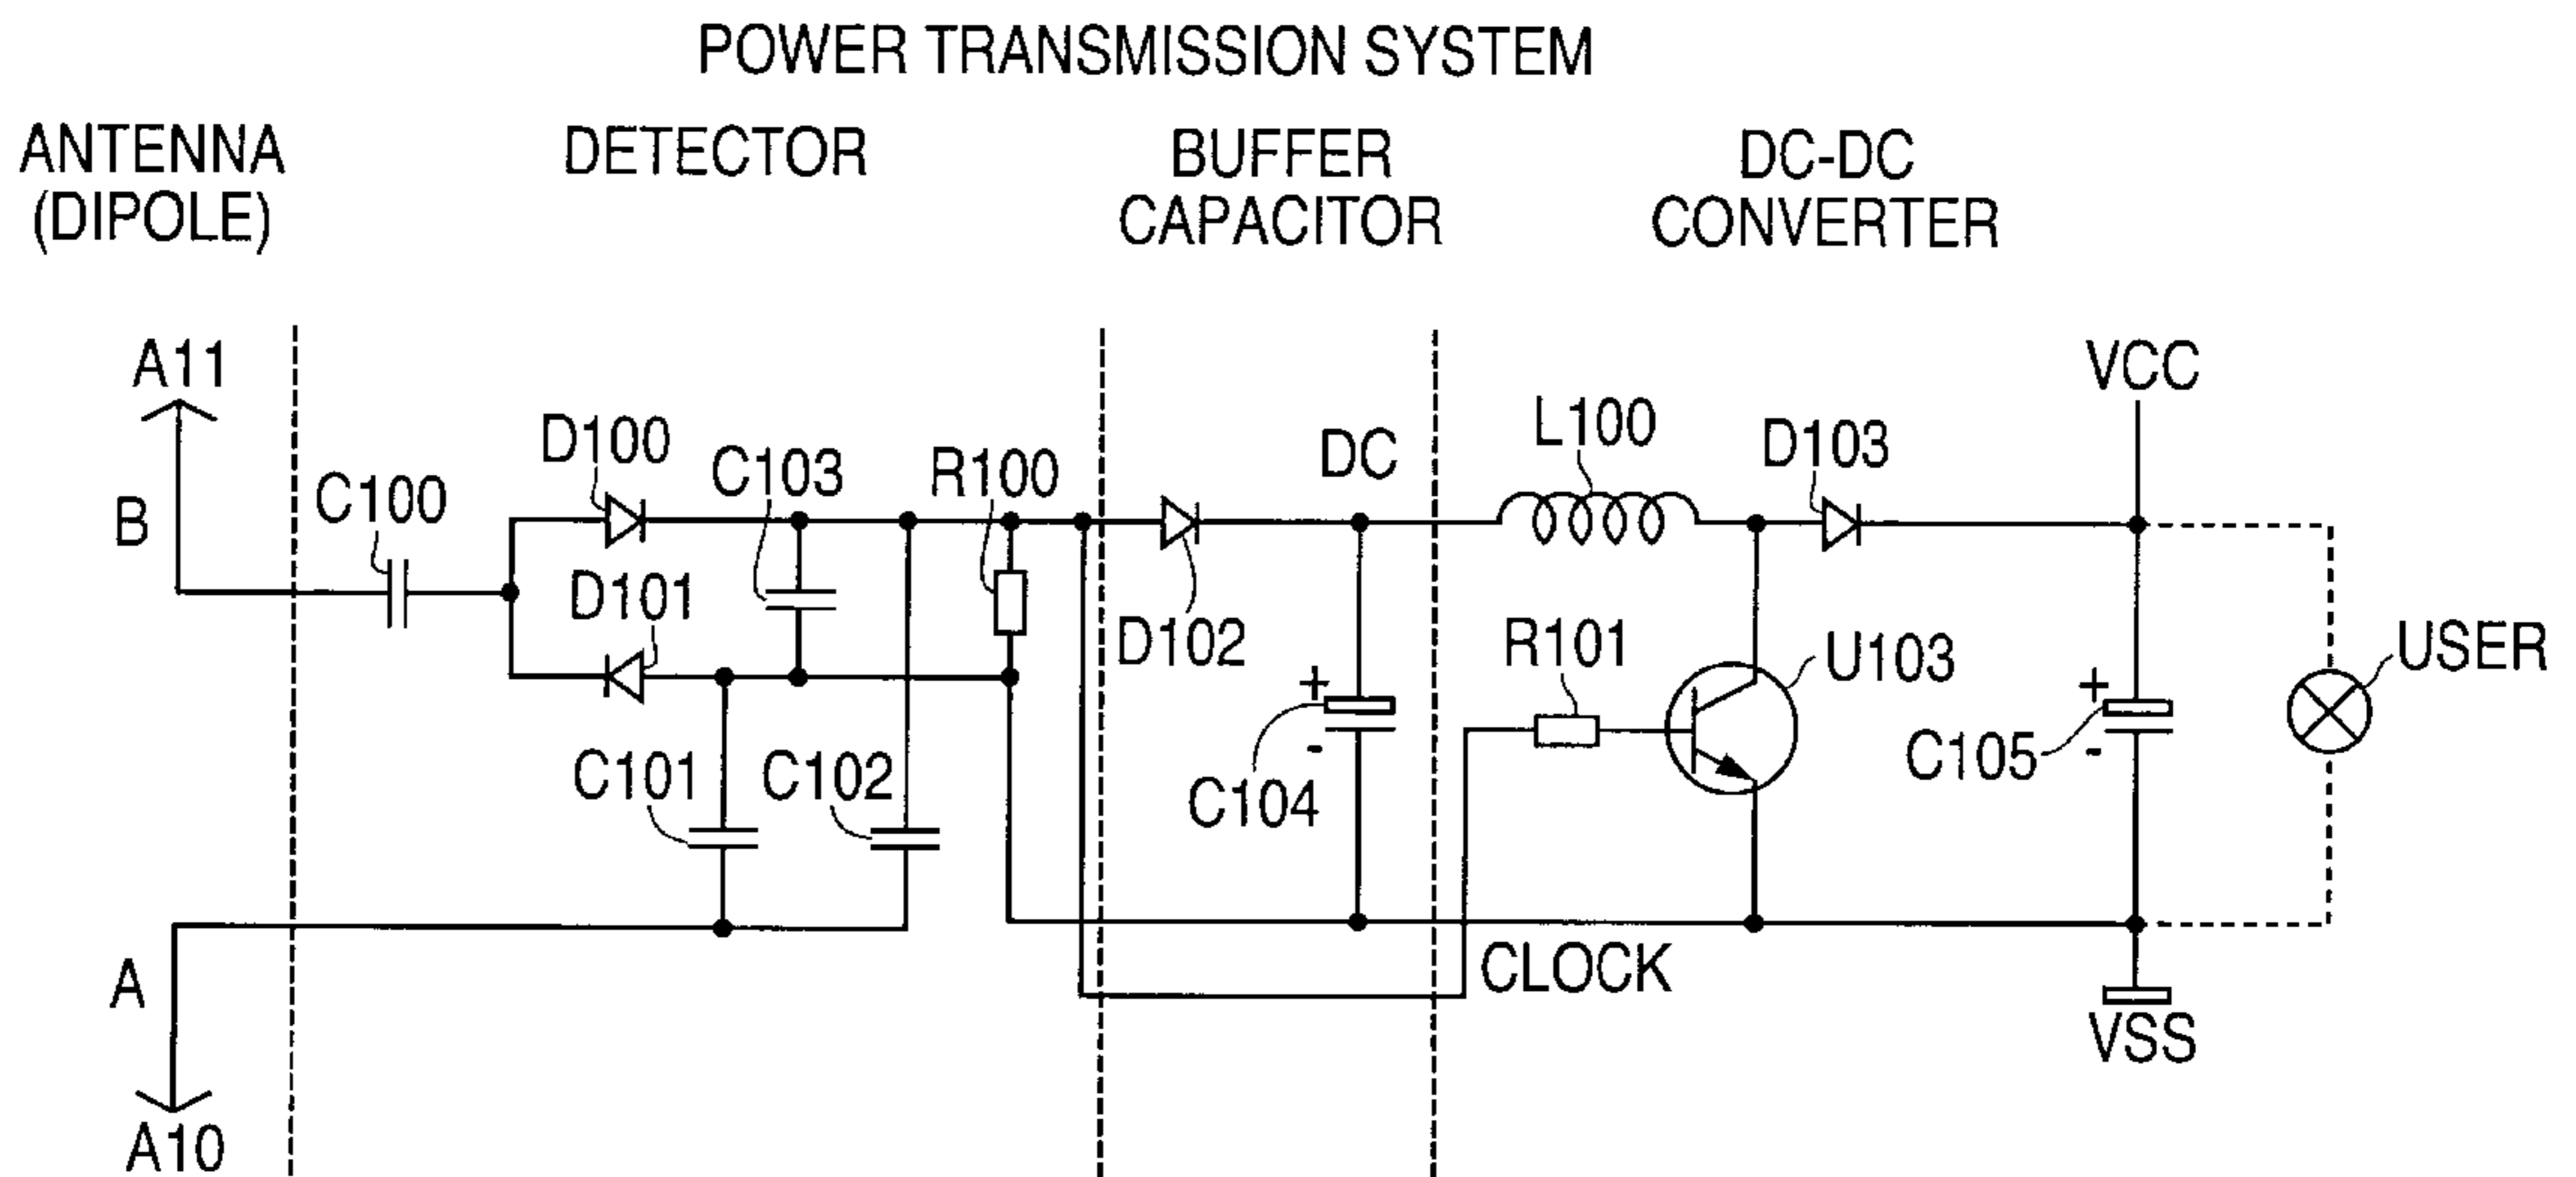 POWER TRANSMISSION SYSTEM
ANTENNA
(DIPOLE)
DETECTOR
BUFFER
CAPACITOR
DC-DC
CONVERTER
A11
B
C100
D100
D101
C103
R100
C101
C102
A
A10
D102
DC
+
-
C104
L100
D103
R101
U103
CLOCK
VCC
+
-
C105
USER
VSS